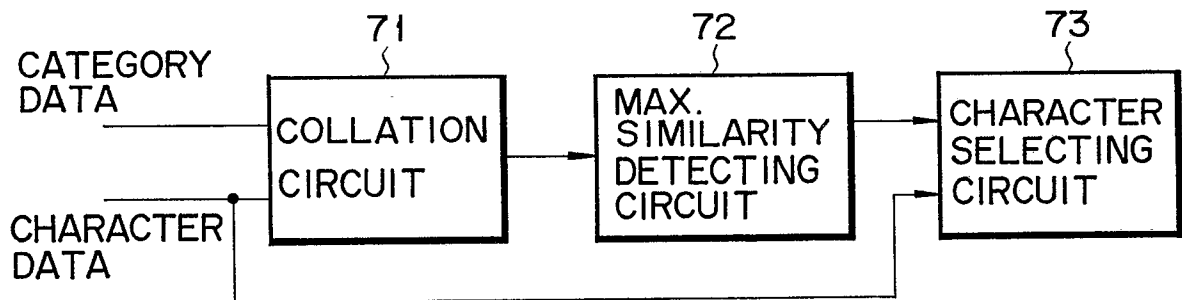 71
72
73
CATEGORY
DATA
COLLATION
CIRCUIT
MAX.
SIMILARITY
DETECTING
CIRCUIT
CHARACTER
SELECTING
CIRCUIT
CHARACTER
DATA